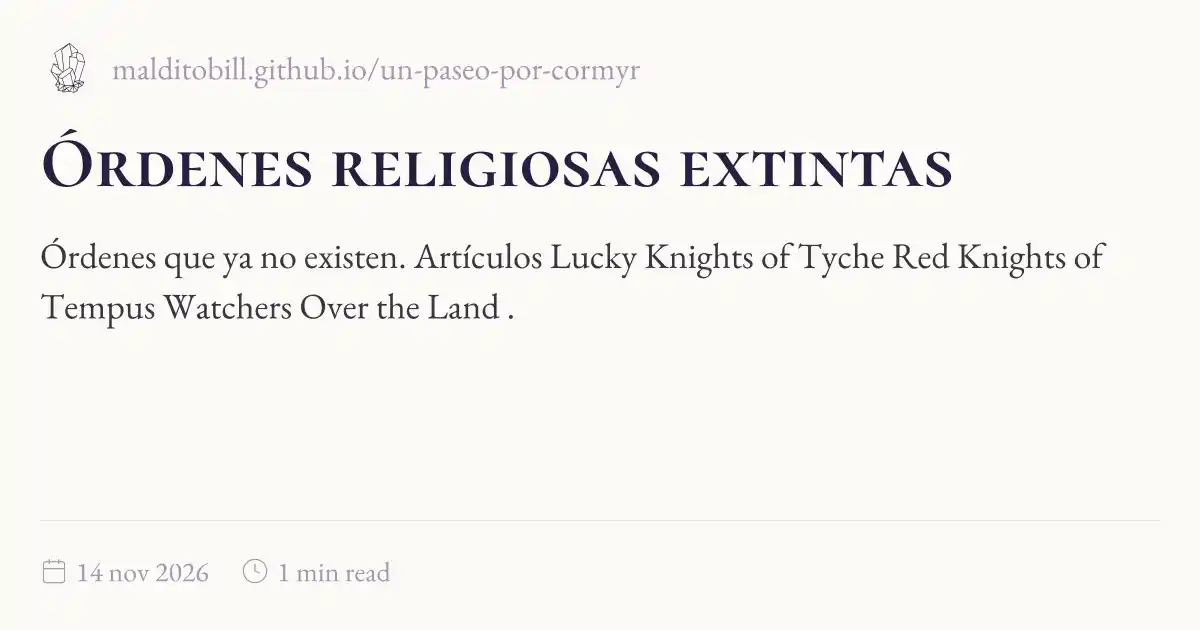 malditobill.github.io/un-paseo-por-cormyr
Órdenes religiosas extintas
Órdenes que ya no existen. Artículos Lucky Knights of Tyche Red Knights of
Tempus Watchers Over the Land .
14 nov 2026 1 min read